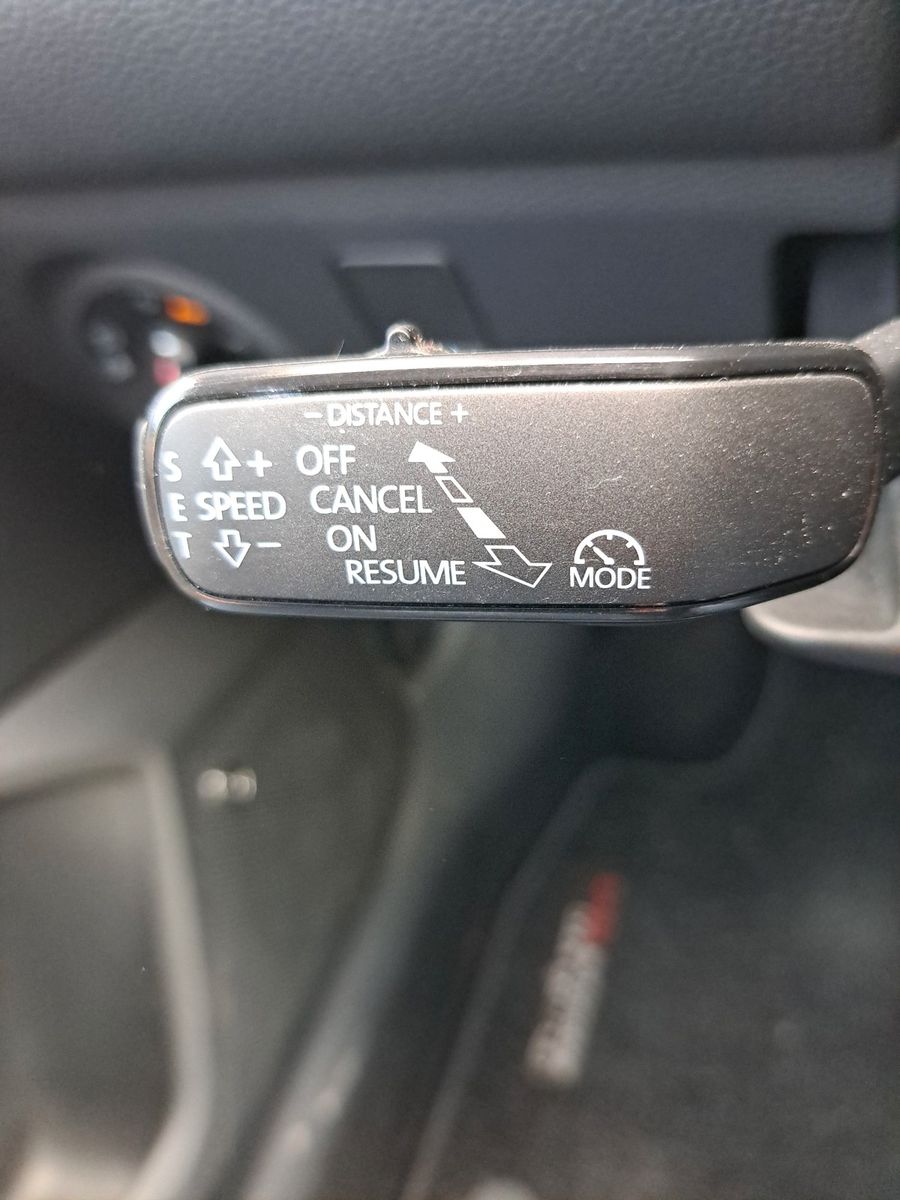 - DISTANCE +
S + OFF
E SPEED CANCEL
T - ON
RESUME MODE